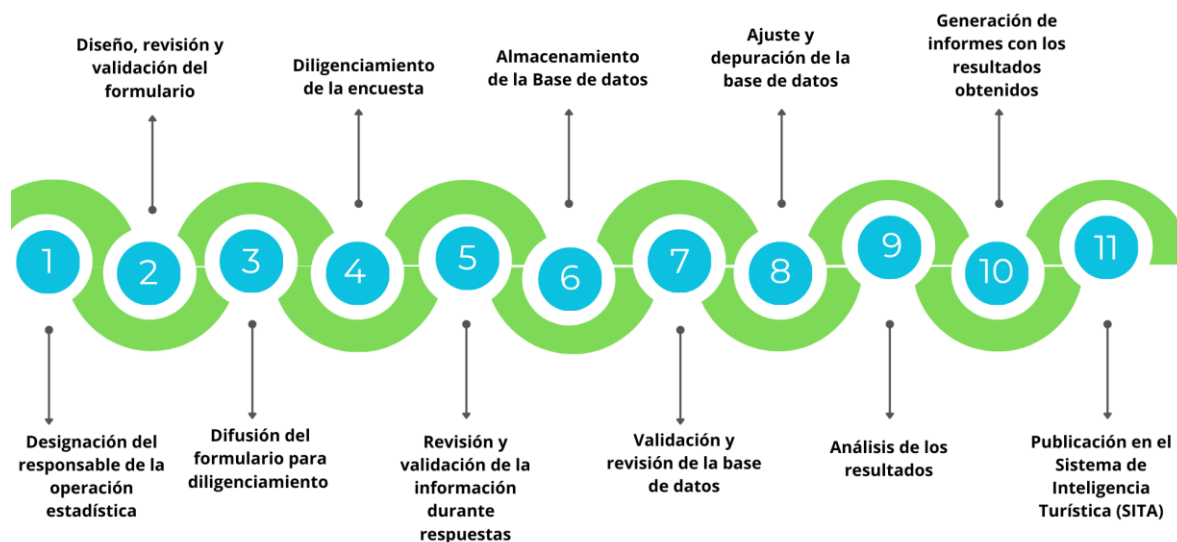 1
Designación del
responsable de la
operación
estadística
2
Diseño, revisión y
validación del
formulario
3
Difusión del
formulario para
diligenciamiento
4
Diligenciamiento
de la encuesta
5
Revisión y
validación de la
información
durante
respuestas
6
Almacenamiento
de la Base de datos
7
Validación y
revisión de la base
de datos
8
Ajuste y
depuración de la
base de datos
9
Análisis de los
resultados
10
Generación de
informes con los
resultados
obtenidos
11
Publicación en el
Sistema de
Inteligencia
Turística (SITA)